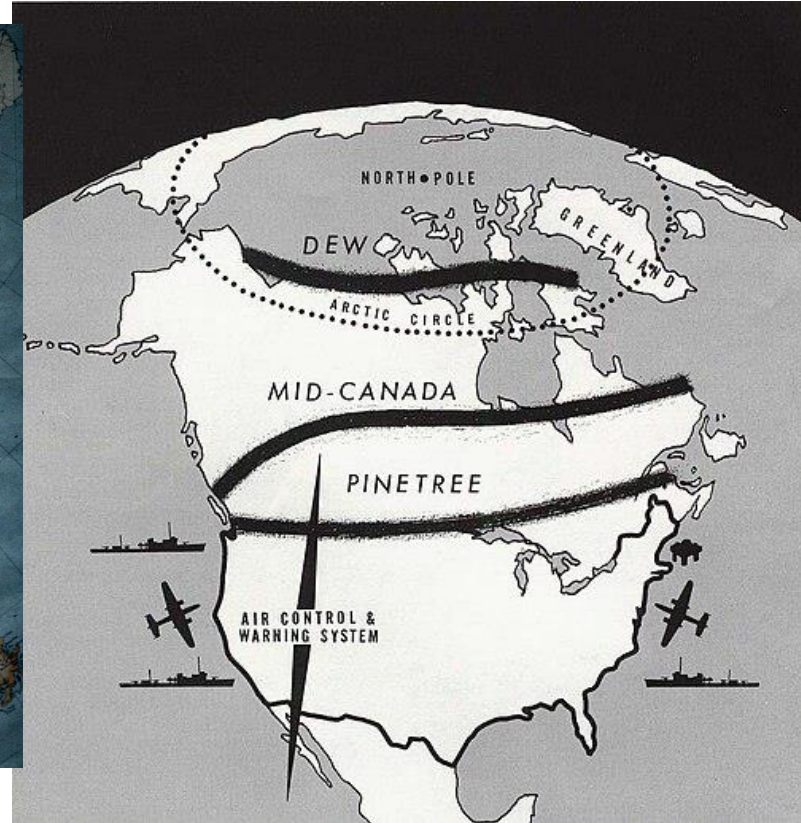 NORTH POLE
GREENLAND
DEW
ARCTIC CIRCLE
MID-CANADA
PINETREE
AIR CONTROL &
WARNING SYSTEM